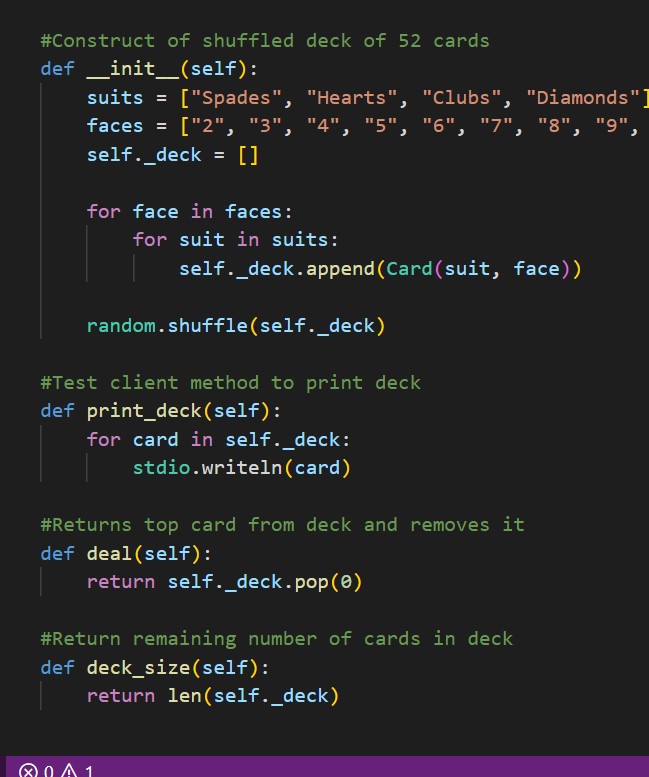 #Construct of shuffled deck of 52 cards
def __init__(self):
    suits = ["Spades", "Hearts", "Clubs", "Diamonds"]
    faces = ["2", "3", "4", "5", "6", "7", "8", "9",
    self._deck = []

    for face in faces:
        for suit in suits:
            self._deck.append(Card(suit, face))

    random.shuffle(self._deck)

#Test client method to print deck
def print_deck(self):
    for card in self._deck:
        stdio.writeln(card)

#Returns top card from deck and removes it
def deal(self):
    return self._deck.pop(0)

#Return remaining number of cards in deck
def deck_size(self):
    return len(self._deck)

0 1